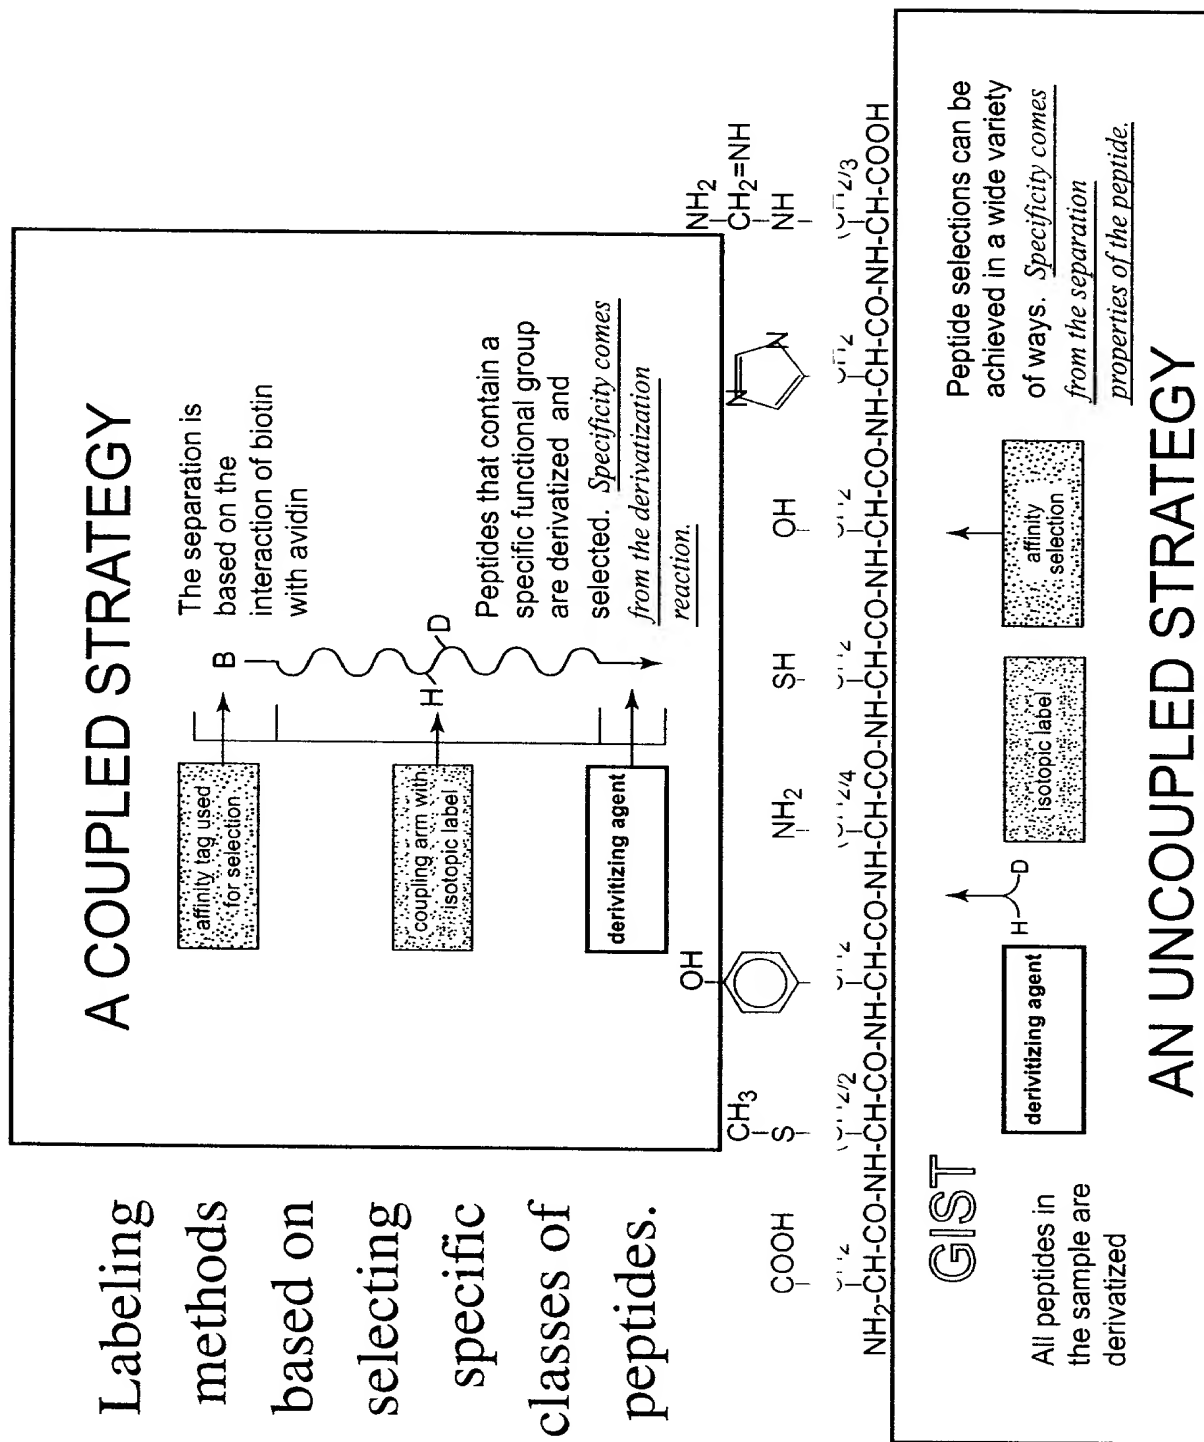 Labeling
methods
based on
selecting
specific
classes of
peptides.
A COUPLED STRATEGY
affinity tag used
for selection
B
The separation is
based on the
interaction of biotin
with avidin
coupling arm with
isotopic label
H
D
derivitizing agent
Peptides that contain a
specific functional group
are derivatized and
selected. Specificity comes
from the derivatization
reaction.
COOH
CH3
S
OH
NH2
SH
OH
N
N
NH2
CH2=NH
NH
NH2-CH-CO-NH-CH-CO-NH-CH-CO-NH-CH-CO-NH-CH-CO-NH-CH-CO-NH-CH-CO-NH-CH-COOH
GIST
All peptides in
the sample are
derivatized
derivitizing agent
H
D
isotopic label
affinity
selection
Peptide selections can be
achieved in a wide variety
of ways. Specificity comes
from the separation
properties of the peptide.
AN UNCOUPLED STRATEGY